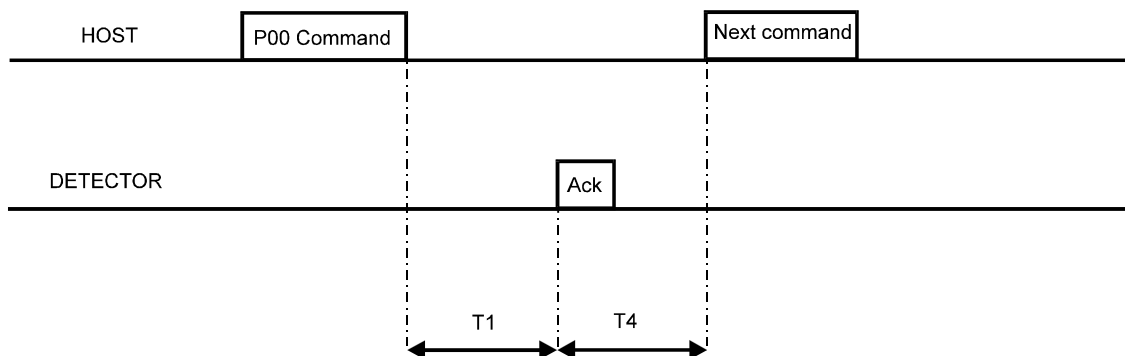 HOST
P00 Command
Next command
DETECTOR
Ack
T1
T4